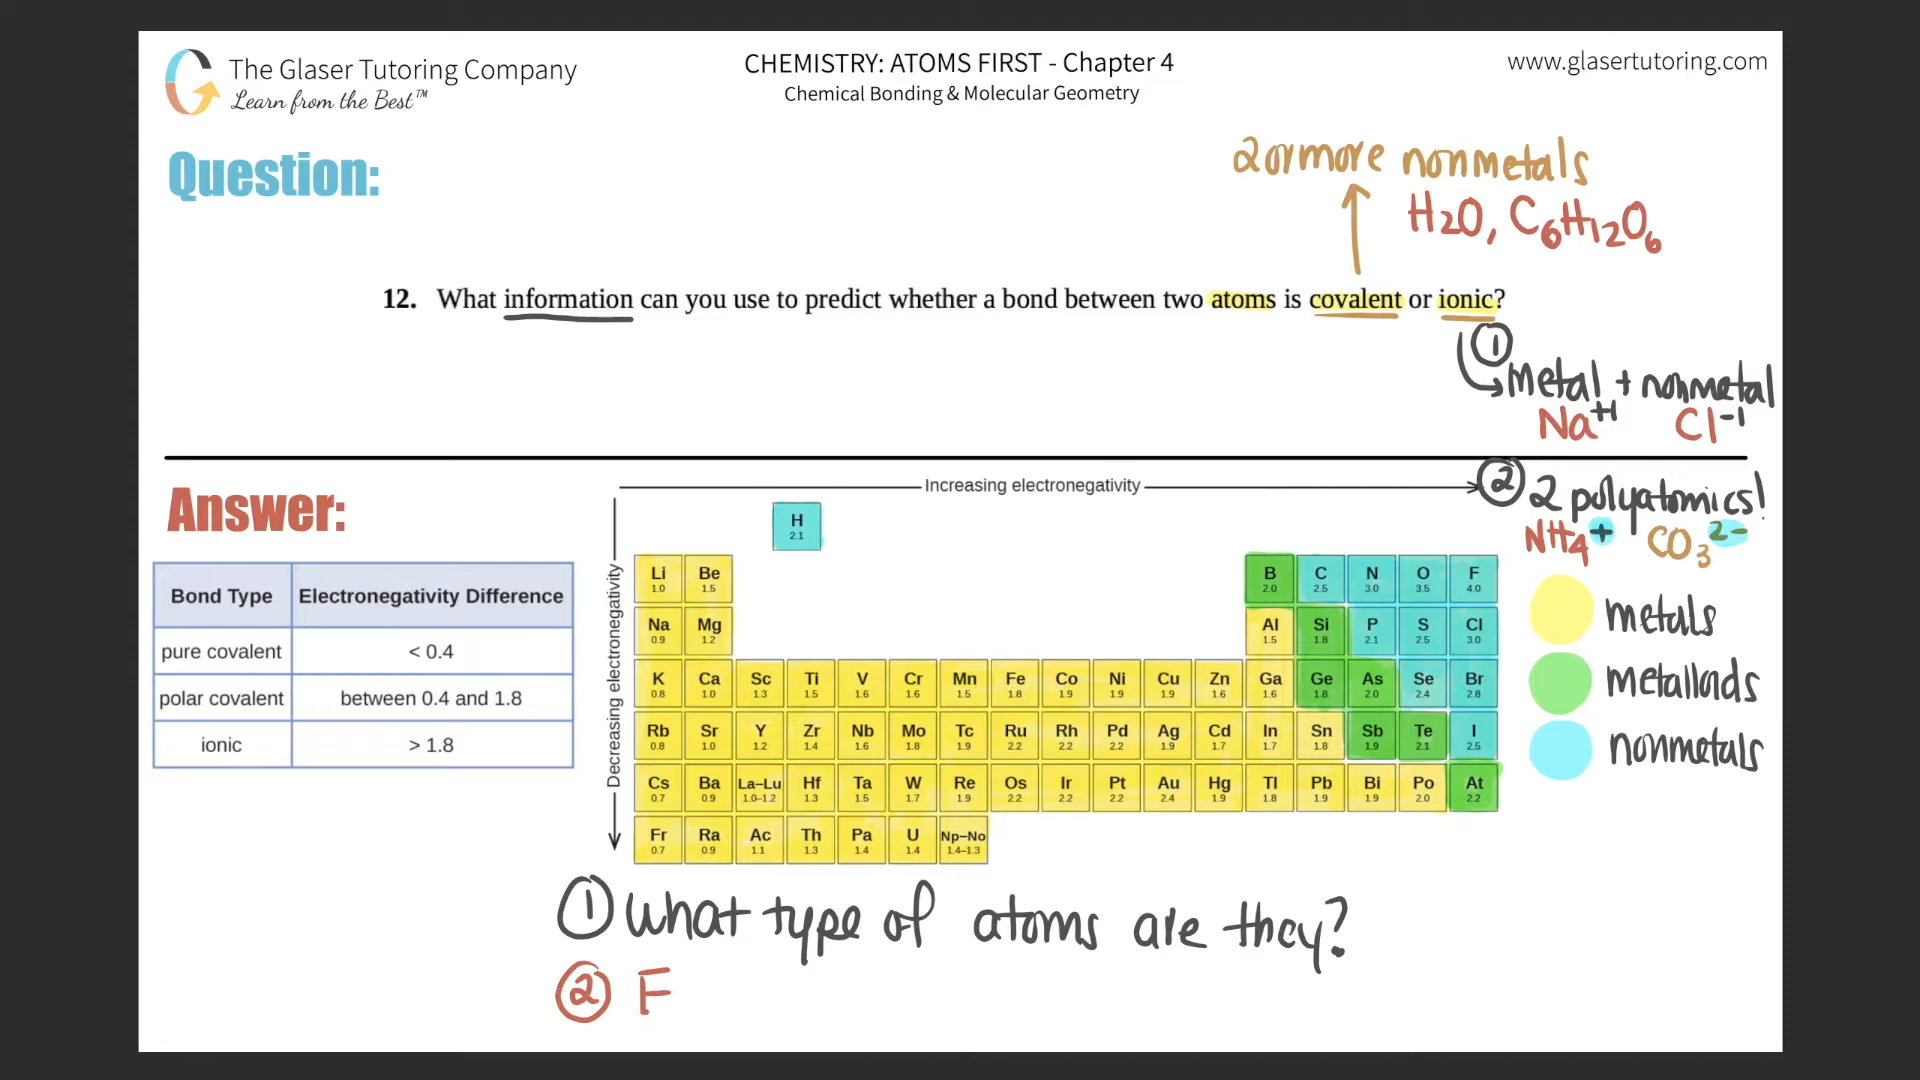 The Glaser Tutoring Company
Learn from the Best™
CHEMISTRY: ATOMS FIRST - Chapter 4
Chemical Bonding & Molecular Geometry
www.glasertutoring.com
Question:
2 or more nonmetals
H2O, C6H12O6
12. What information can you use to predict whether a bond between two atoms is covalent or ionic?
① metal + nonmetal
Na+1 Cl-1
Answer:
Increasing electronegativity
② 2 polyatomics!
NH4+ CO3 2-
Decreasing electronegativity
Bond Type Electronegativity Difference
pure covalent < 0.4
polar covalent between 0.4 and 1.8
ionic > 1.8
H
2.1
Li Be B C N O F
1.0 1.5 2.0 2.5 3.0 3.5 4.0
Na Mg Al Si P S Cl
0.9 1.2 1.5 1.8 2.1 2.5 3.0
K Ca Sc Ti V Cr Mn Fe Co Ni Cu Zn Ga Ge As Se Br
0.8 1.0 1.3 1.5 1.6 1.6 1.5 1.8 1.9 1.9 1.9 1.6 1.6 1.8 2.0 2.4 2.8
Rb Sr Y Zr Nb Mo Tc Ru Rh Pd Ag Cd In Sn Sb Te I
0.8 1.0 1.2 1.4 1.6 1.8 1.9 2.2 2.2 2.2 1.9 1.7 1.7 1.8 1.9 2.1 2.5
Cs Ba La–Lu Hf Ta W Re Os Ir Pt Au Hg Tl Pb Bi Po At
0.7 0.9 1.0–1.2 1.3 1.5 1.7 1.9 2.2 2.2 2.2 2.4 1.9 1.8 1.9 1.9 2.0 2.2
Fr Ra Ac Th Pa U Np–No
0.7 0.9 1.1 1.3 1.4 1.4 1.4–1.3
metals
metalloids
nonmetals
① What type of atoms are they?
② F